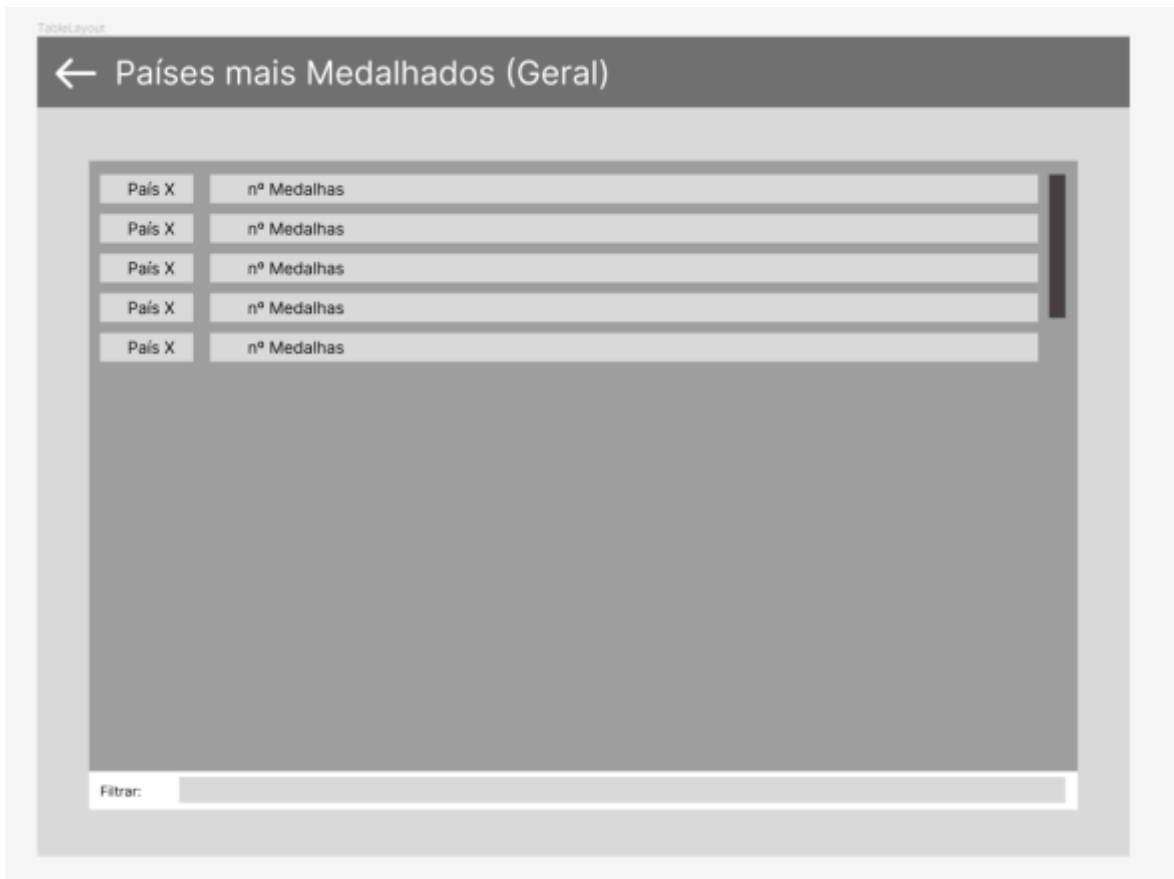 TableLayout
Países mais Medalhados (Geral)
País X nº Medalhas
País X nº Medalhas
País X nº Medalhas
País X nº Medalhas
País X nº Medalhas
Filtrar: